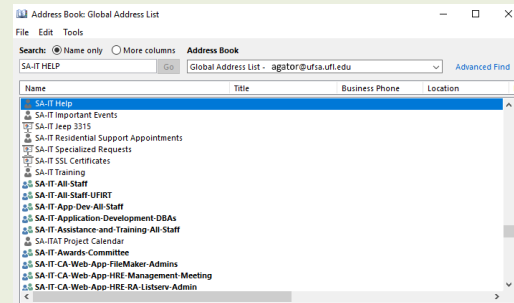 Address Book: Global Address List
File Edit Tools
Search: Name only More columns Address Book
SA-IT HELP Go Global Address List - agator@ufsa.ufl.edu Advanced Find
Name Title Business Phone Location
SA-IT Help
SA-IT Important Events
SA-IT Jeep 3315
SA-IT Residential Support Appointments
SA-IT Specialized Requests
SA-IT SSL Certificates
SA-IT Training
SA-IT-All-Staff
SA-IT-All-Staff-UFIRT
SA-IT-App-Dev-All-Staff
SA-IT-Application-Development-DBAs
SA-IT-Assistance-and-Training-All-Staff
SA-ITAT Project Calendar
SA-IT-Awards-Committee
SA-IT-CA-Web-App-FileMaker-Admins
SA-IT-CA-Web-App-HRE-Management-Meeting
SA-IT-CA-Web-App-HRE-RA-Listserv-Admin